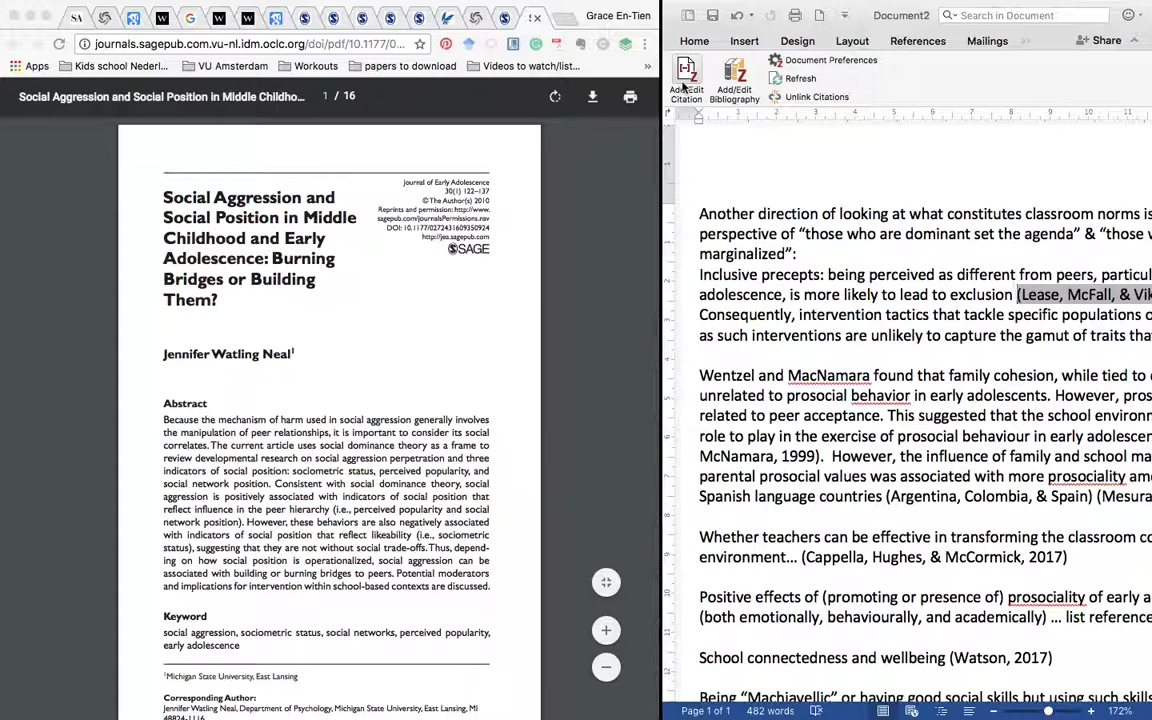 Grace En-Tien
journals.sagepub.com.vu-nl.idm.oclc.org/doi/pdf/10.1177/0...
Apps Kids school Nederl... VU Amsterdam Workouts papers to download Videos to watch/list... »
Social Aggression and Social Position in Middle Childho... 1 / 16
Social Aggression and
Social Position in Middle
Childhood and Early
Adolescence: Burning
Bridges or Building
Them?
Journal of Early Adolescence
30(1) 122–137
© The Author(s) 2010
Reprints and permission: http://www.
sagepub.com/journalsPermissions.nav
DOI: 10.1177/0272431609350924
http://jea.sagepub.com
SAGE
Jennifer Watling Neal1
Abstract
Because the mechanism of harm used in social aggression generally involves
the manipulation of peer relationships, it is important to consider its social
correlates. The current article uses social dominance theory as a frame to
review developmental research on social aggression perpetration and three
indicators of social position: sociometric status, perceived popularity, and
social network position. Consistent with social dominance theory, social
aggression is positively associated with indicators of social position that
reflect influence in the peer hierarchy (i.e., perceived popularity and social
network position). However, these behaviors are also negatively associated
with indicators of social position that reflect likeability (i.e., sociometric
status), suggesting that they are not without social trade-offs. Thus, depend-
ing on how social position is operationalized, social aggression can be
associated with building or burning bridges to peers. Potential moderators
and implications for intervention within school-based contexts are discussed.
Keyword
social aggression, sociometric status, social networks, perceived popularity,
early adolescence
1Michigan State University, East Lansing
Corresponding Author:
Jennifer Watling Neal, Department of Psychology, Michigan State University, East Lansing, MI
48824-1116
Document2 Search in Document
Home Insert Design Layout References Mailings » Share
Add/Edit Citation
Add/Edit Bibliography
Document Preferences
Refresh
Unlink Citations
1 2 3 4 5 6 7 8 9 10 11
Another direction of looking at what constitutes classroom norms is
perspective of “those who are dominant set the agenda” & “those w
marginalized”:
Inclusive precepts: being perceived as different from peers, particul
adolescence, is more likely to lead to exclusion (Lease, McFall, & Vik
Consequently, intervention tactics that tackle specific populations o
as such interventions are unlikely to capture the gamut of traits tha
Wentzel and MacNamara found that family cohesion, while tied to
unrelated to prosocial behavior in early adolescents. However, pros
related to peer acceptance. This suggested that the school environm
role to play in the exercise of prosocial behaviour in early adolescen
McNamara, 1999). However, the influence of family and school ma
parental prosocial values was associated with more prosociality amo
Spanish language countries (Argentina, Colombia, & Spain) (Mesura
Whether teachers can be effective in transforming the classroom co
environment... (Cappella, Hughes, & McCormick, 2017)
Positive effects of (promoting or presence of) prosociality of early a
(both emotionally, behaviourally, and academically) ... list reference
School connectedness and wellbeing (Watson, 2017)
Being “Machiavellic” or having good social skills but using such skills
Page 1 of 1 482 words 172%